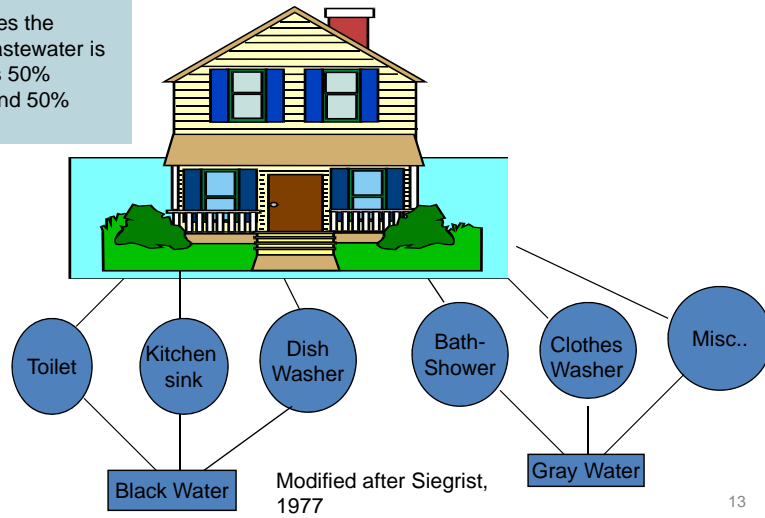 es the
astewater is
s 50%
nd 50%
Toilet
Kitchen
sink
Dish
Washer
Bath-
Shower
Clothes
Washer
Misc..
Black Water
Modified after Siegrist,
1977
Gray Water
13